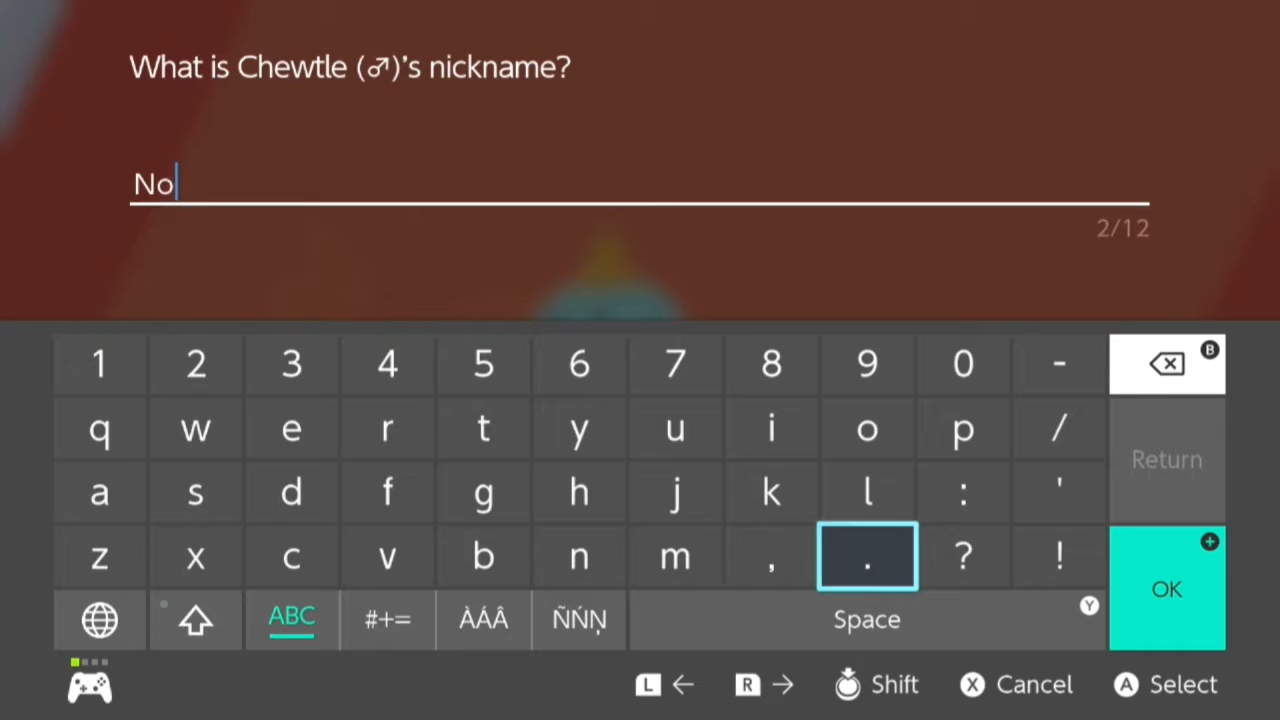 What is Chewtle (♂)'s nickname?
No
2/12
1 2 3 4 5 6 7 8 9 0 -
B
q w e r t y u i o p /
Return
a s d f g h j k l : '
z x c v b n m , . ? !
+
OK
ABC #+= ÀÁÂ ÑŃŅ Space Y
L ← R → Shift X Cancel A Select